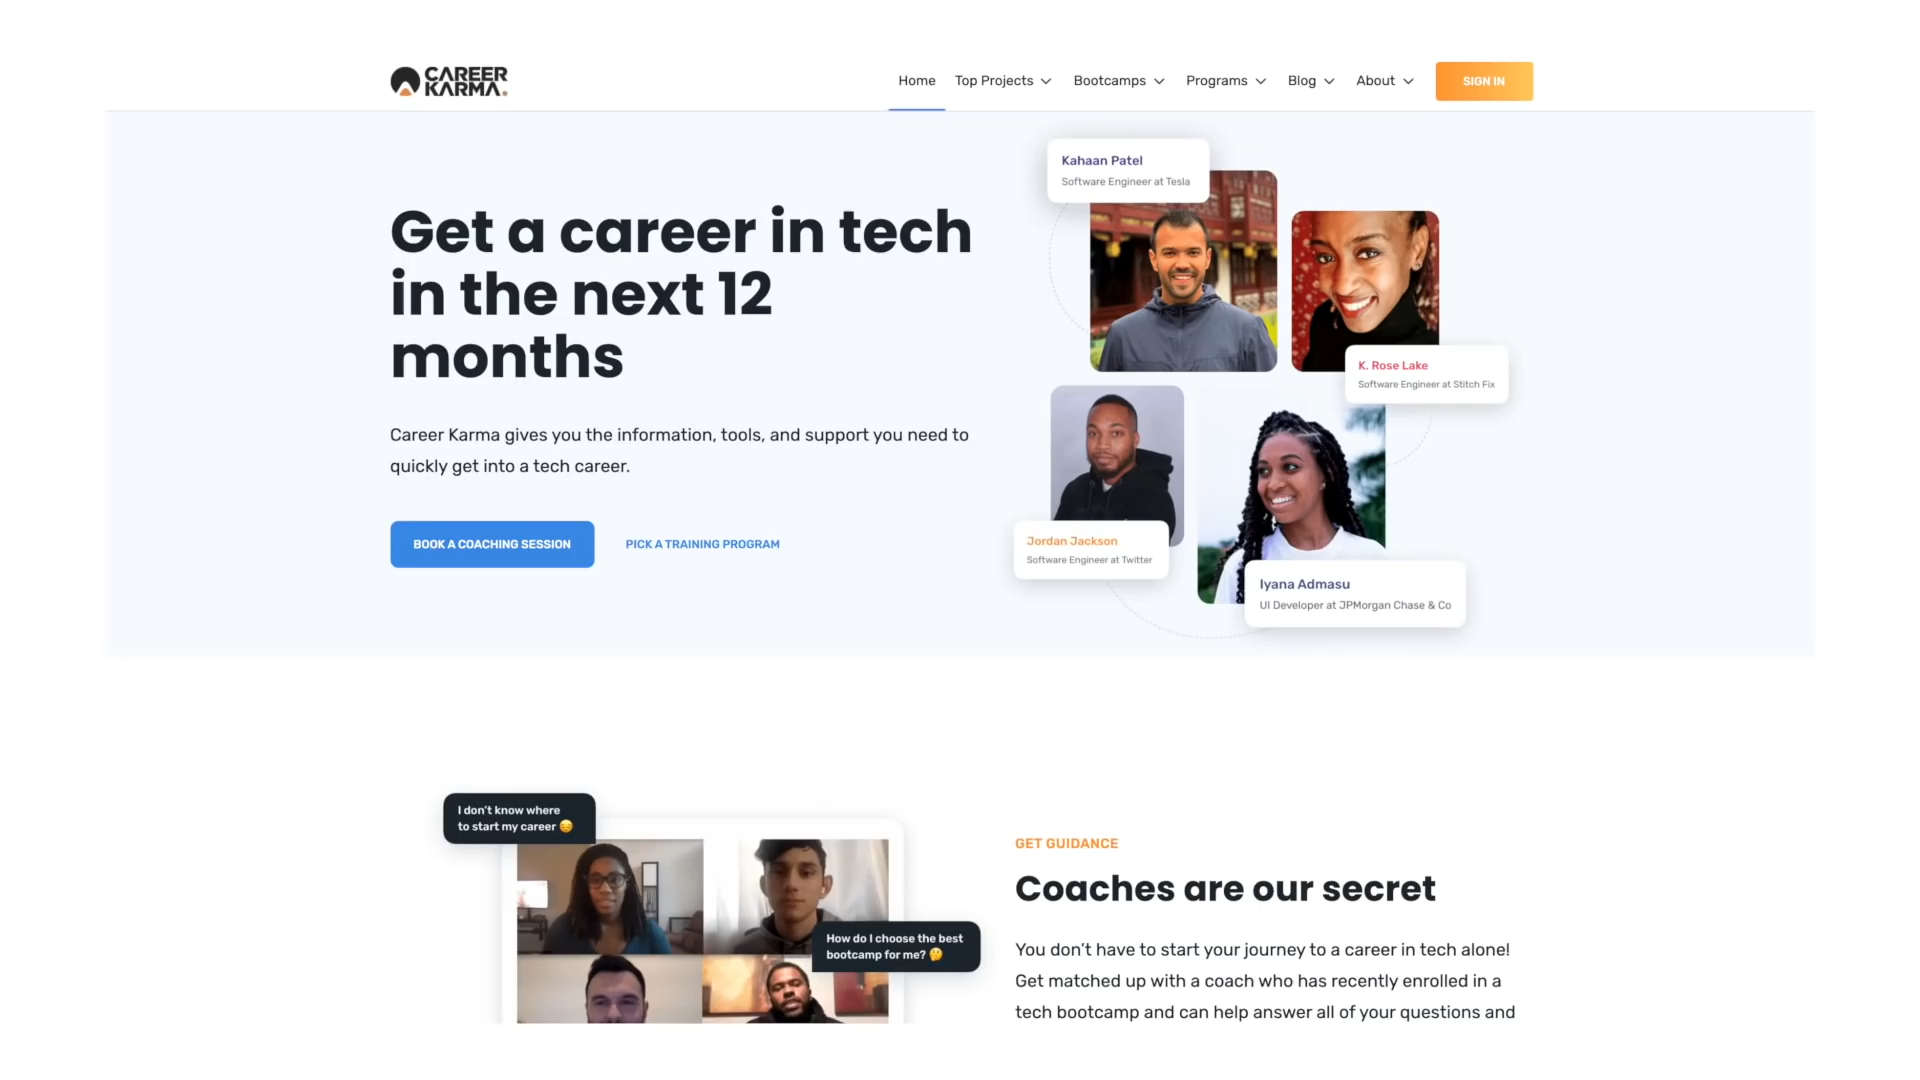 CAREER
KARMA.
Home
Top Projects
Bootcamps
Programs
Blog
About
SIGN IN
Get a career in tech
in the next 12
months
Career Karma gives you the information, tools, and support you need to
quickly get into a tech career.
BOOK A COACHING SESSION
PICK A TRAINING PROGRAM
Kahaan Patel
Software Engineer at Tesla
K. Rose Lake
Software Engineer at Stitch Fix
Jordan Jackson
Software Engineer at Twitter
Iyana Admasu
UI Developer at JPMorgan Chase & Co
I don't know where
to start my career 😔
How do I choose the best
bootcamp for me? 🤔
GET GUIDANCE
Coaches are our secret
You don’t have to start your journey to a career in tech alone!
Get matched up with a coach who has recently enrolled in a
tech bootcamp and can help answer all of your questions and